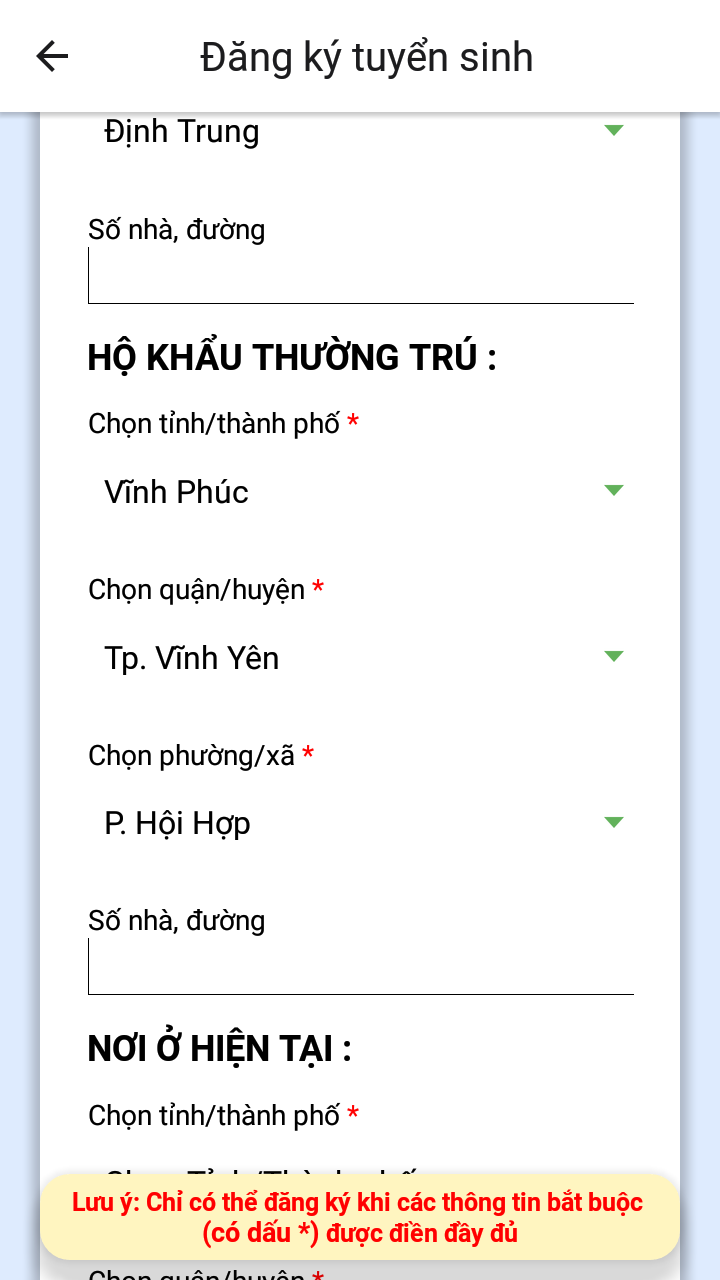 Đăng ký tuyển sinh
Định Trung
Số nhà, đường
HỘ KHẨU THƯỜNG TRÚ :
Chọn tỉnh/thành phố *
Vĩnh Phúc
Chọn quận/huyện *
Tp. Vĩnh Yên
Chọn phường/xã *
P. Hội Hợp
Số nhà, đường
NƠI Ở HIỆN TẠI :
Chọn tỉnh/thành phố *
Lưu ý: Chỉ có thể đăng ký khi các thông tin bắt buộc
(có dấu *) được điền đầy đủ
Chọn quận/huyện *